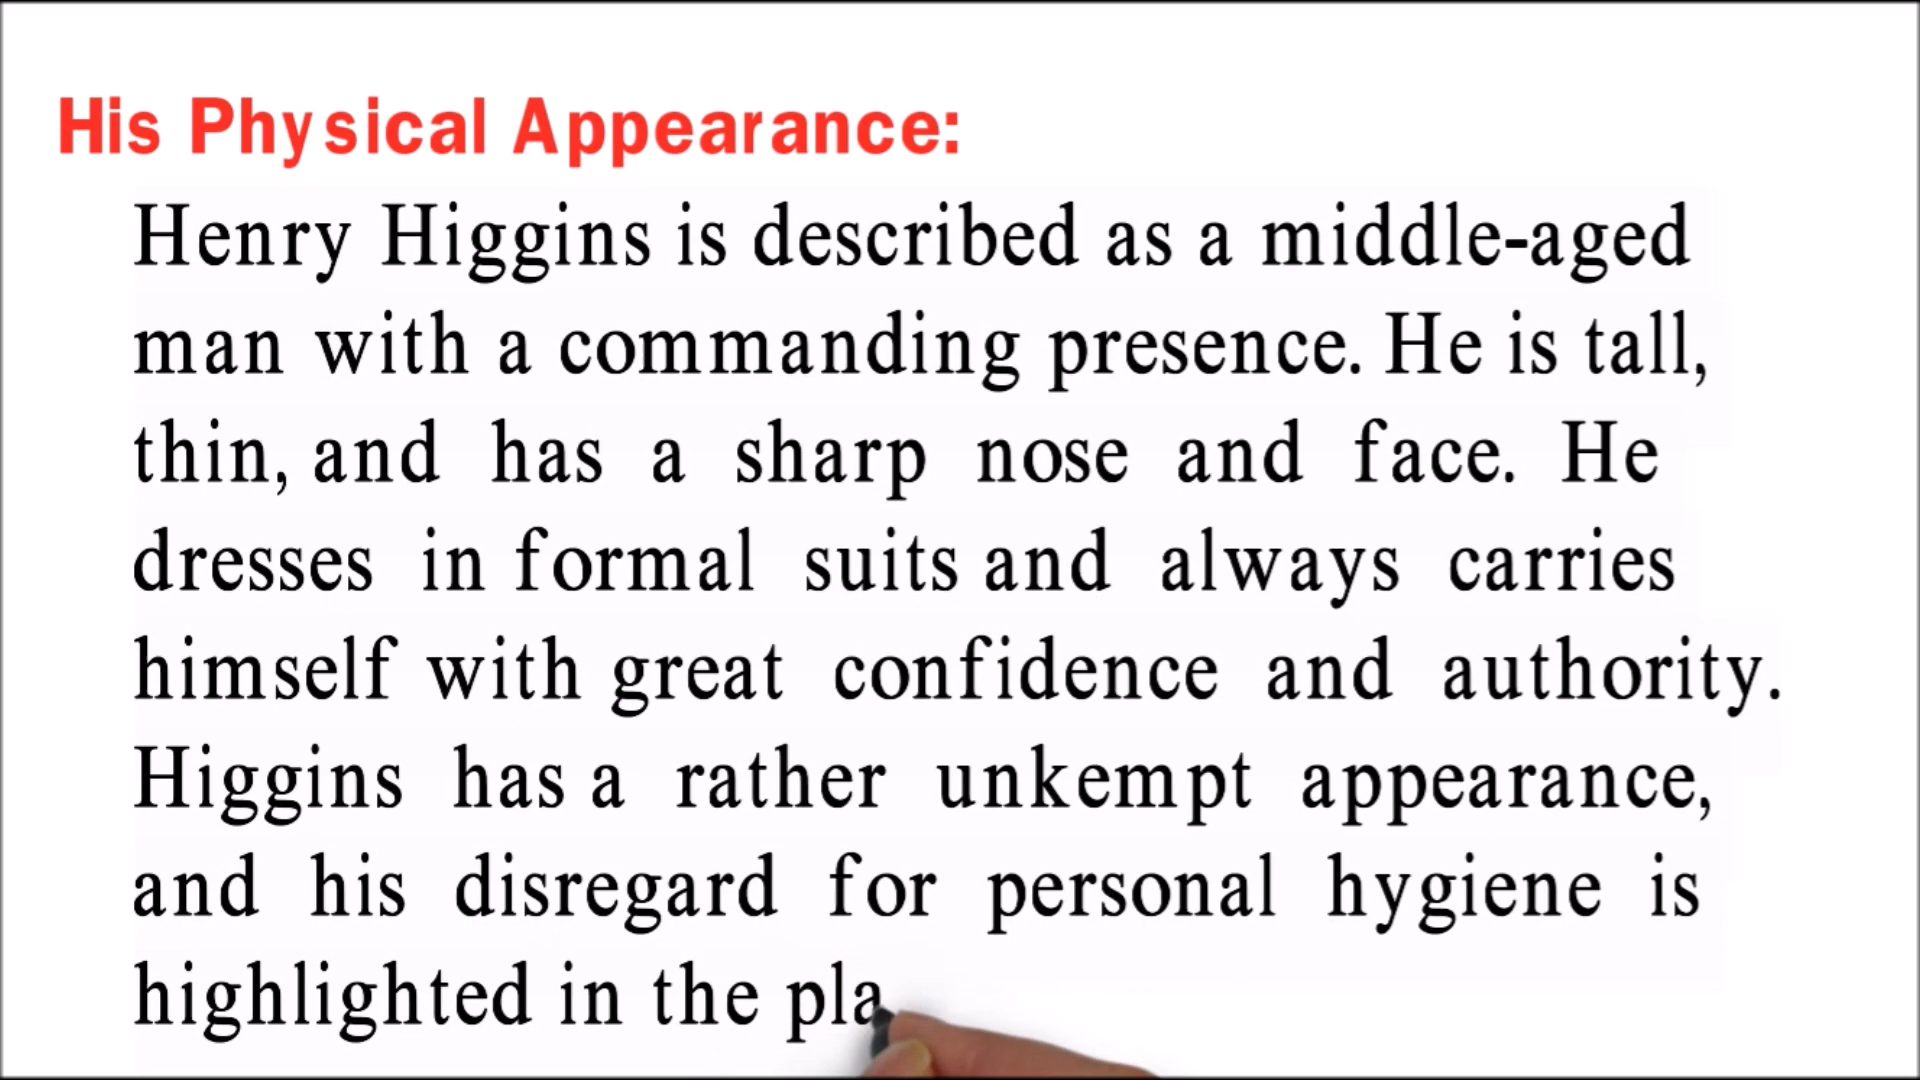 His Physical Appearance:
Henry Higgins is described as a middle-aged
man with a commanding presence. He is tall,
thin, and has a sharp nose and face. He
dresses in formal suits and always carries
himself with great confidence and authority.
Higgins has a rather unkempt appearance,
and his disregard for personal hygiene is
highlighted in the pla